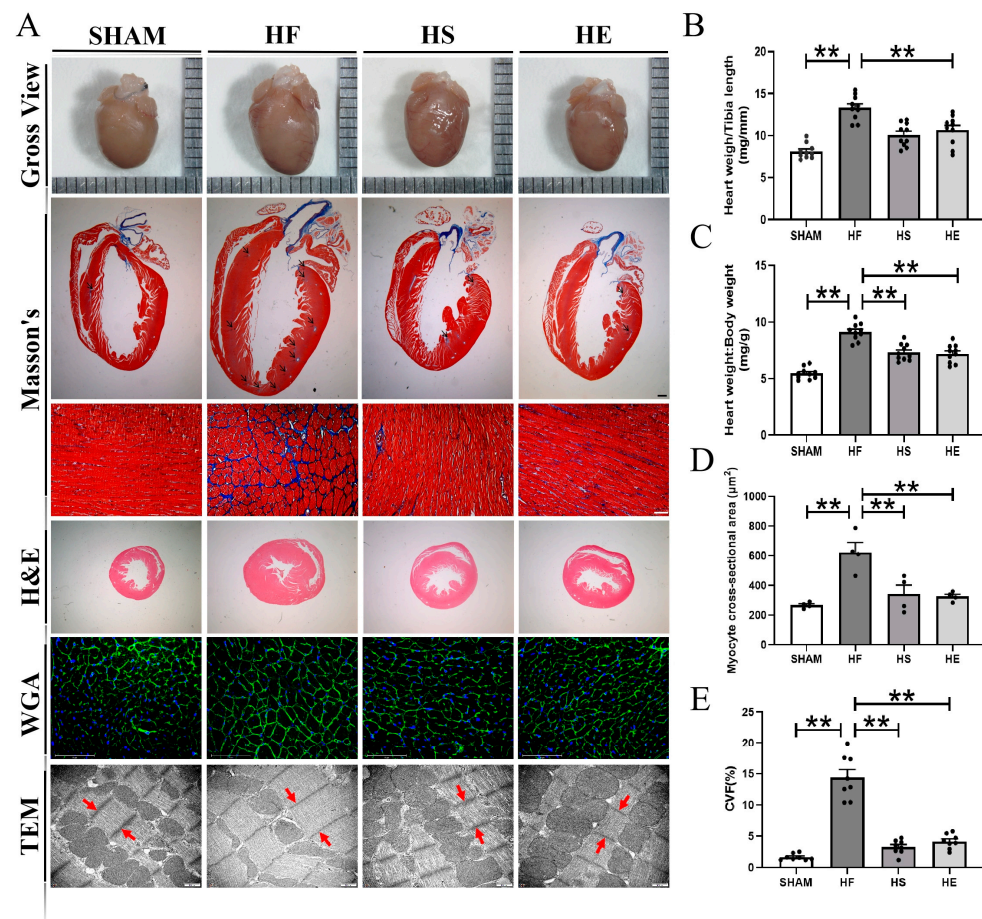 A
SHAM HF HS HE
Gross View
Masson's
H&E
WGA
TEM
B
Heart weight/Tibia length
(mg/mm)
20
15
10
5
0
** **
SHAM HF HS HE
C
Heart weight:Body weight
(mg/g)
15
10
5
0
**
** **
SHAM HF HS HE
D
Myocyte cross-sectional area (μm²)
1000
800
600
400
200
0
**
** **
SHAM HF HS HE
E
CVF(%)
25
20
15
10
5
0
**
** **
SHAM HF HS HE